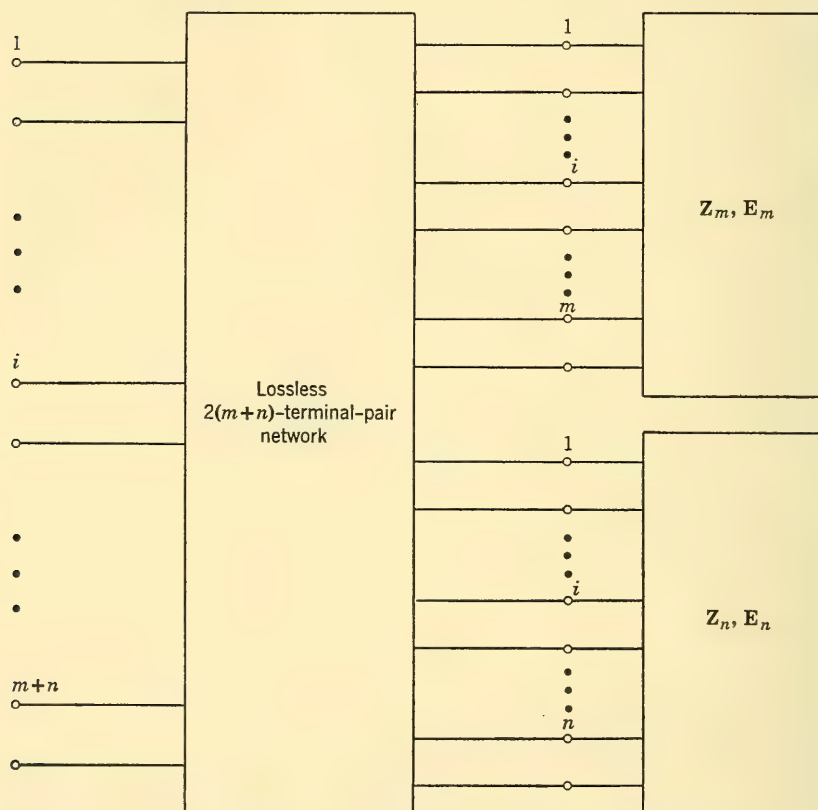 1
i
m+n
Lossless
2(m+n)-terminal-pair
network
1
i
m
1
i
n
Z_m, E_m
Z_n, E_n